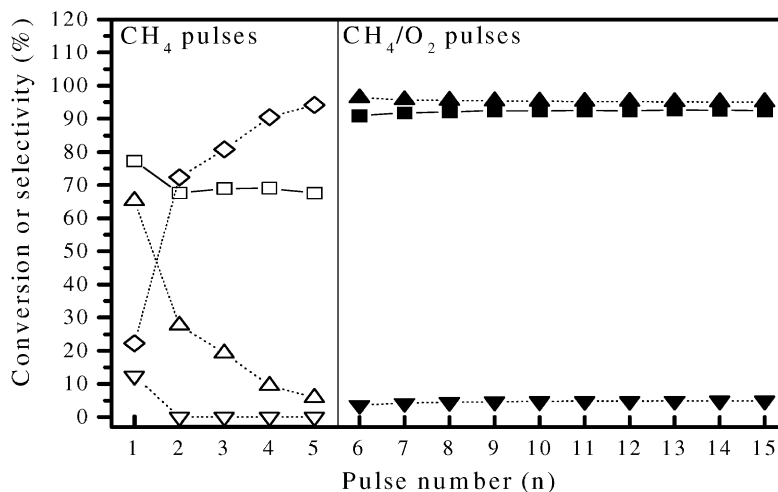 Conversion or selectivity (%)
120
110
100
90
80
70
60
50
40
30
20
10
0
CH₄ pulses
CH₄/O₂ pulses
1 2 3 4 5 6 7 8 9 10 11 12 13 14 15
Pulse number (n)